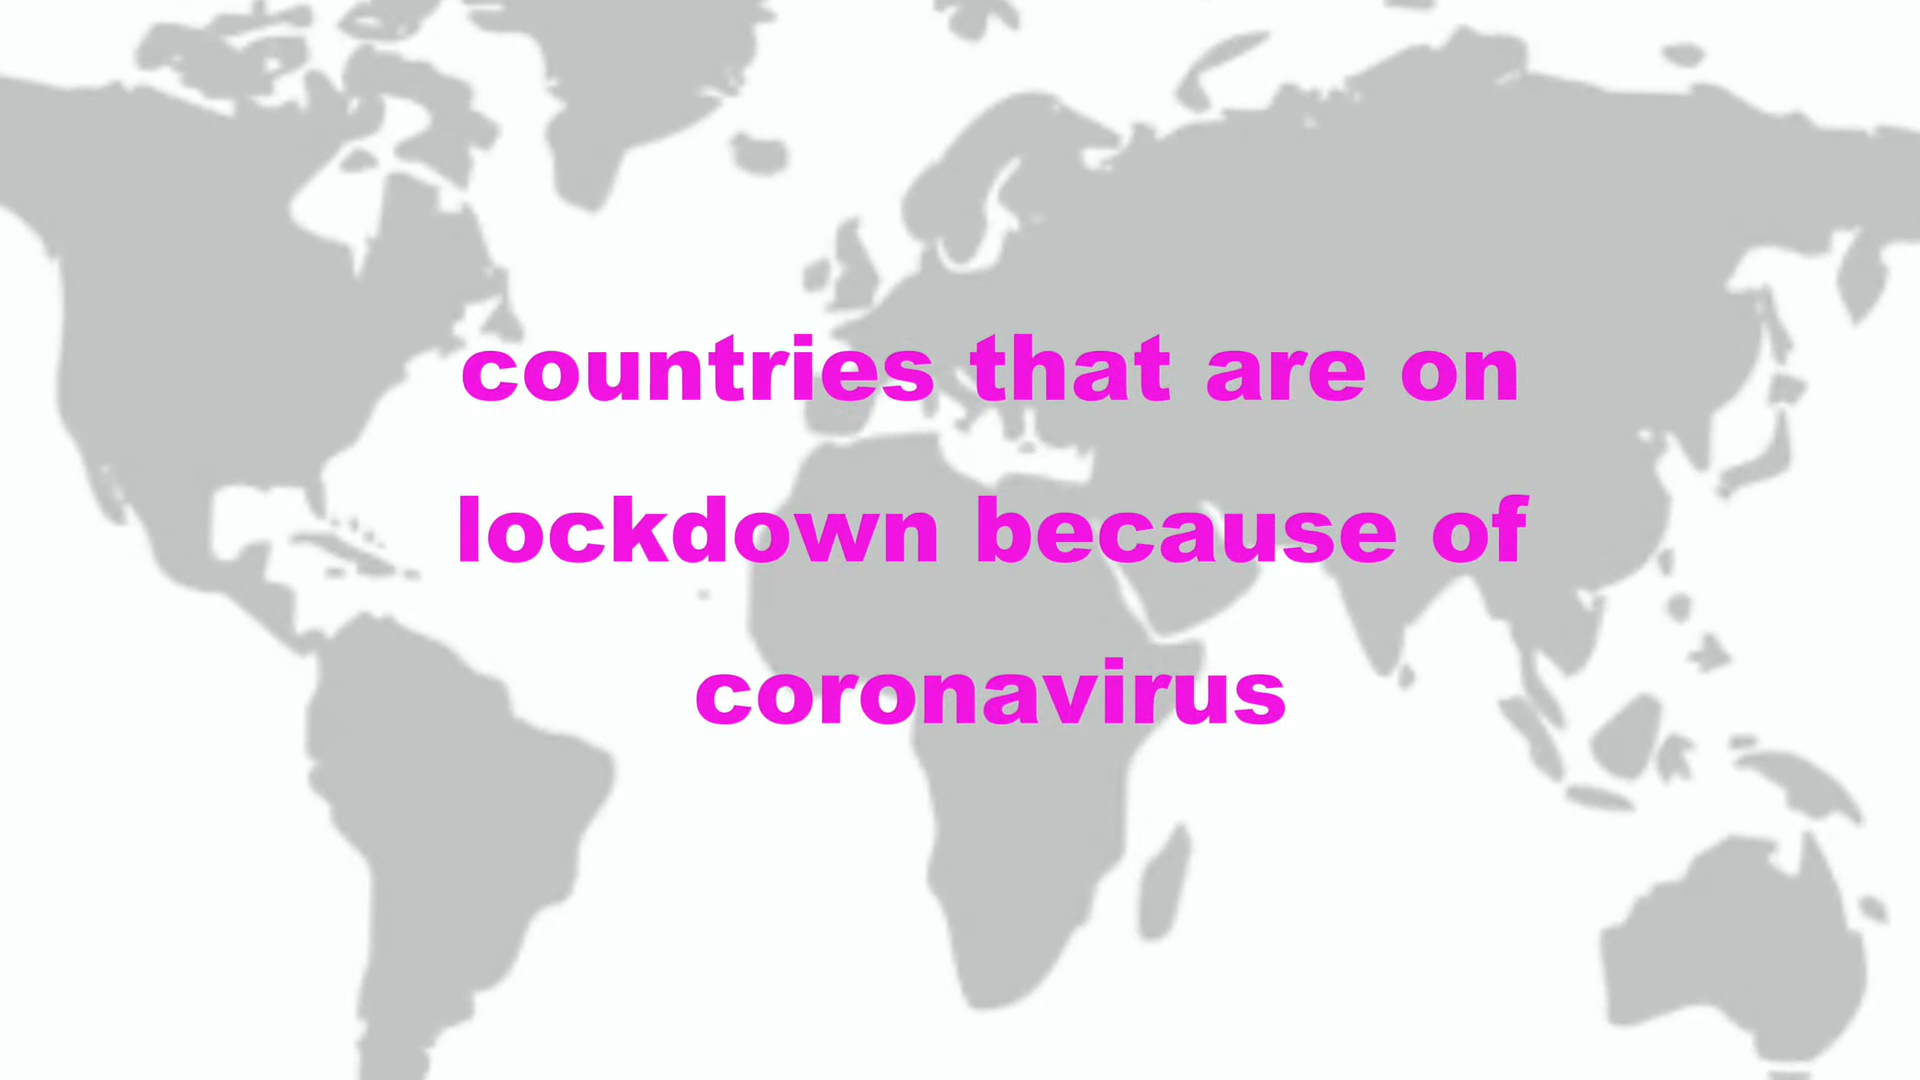 countries that are on
lockdown because of
coronavirus